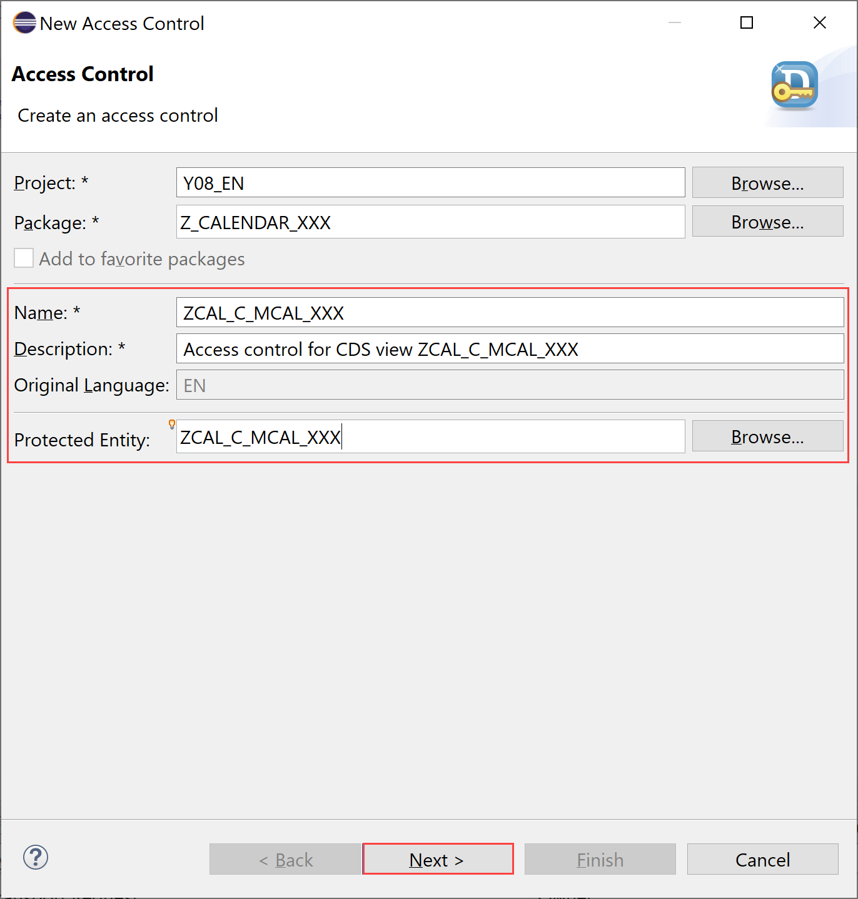 New Access Control
Access Control
Create an access control
Project: *
Y08_EN
Browse...
Package: *
Z_CALENDAR_XXX
Browse...
Add to favorite packages
Name: *
ZCAL_C_MCAL_XXX
Description: *
Access control for CDS view ZCAL_C_MCAL_XXX
Original Language:
EN
Protected Entity:
ZCAL_C_MCAL_XXX
Browse...
?
< Back
Next >
Finish
Cancel